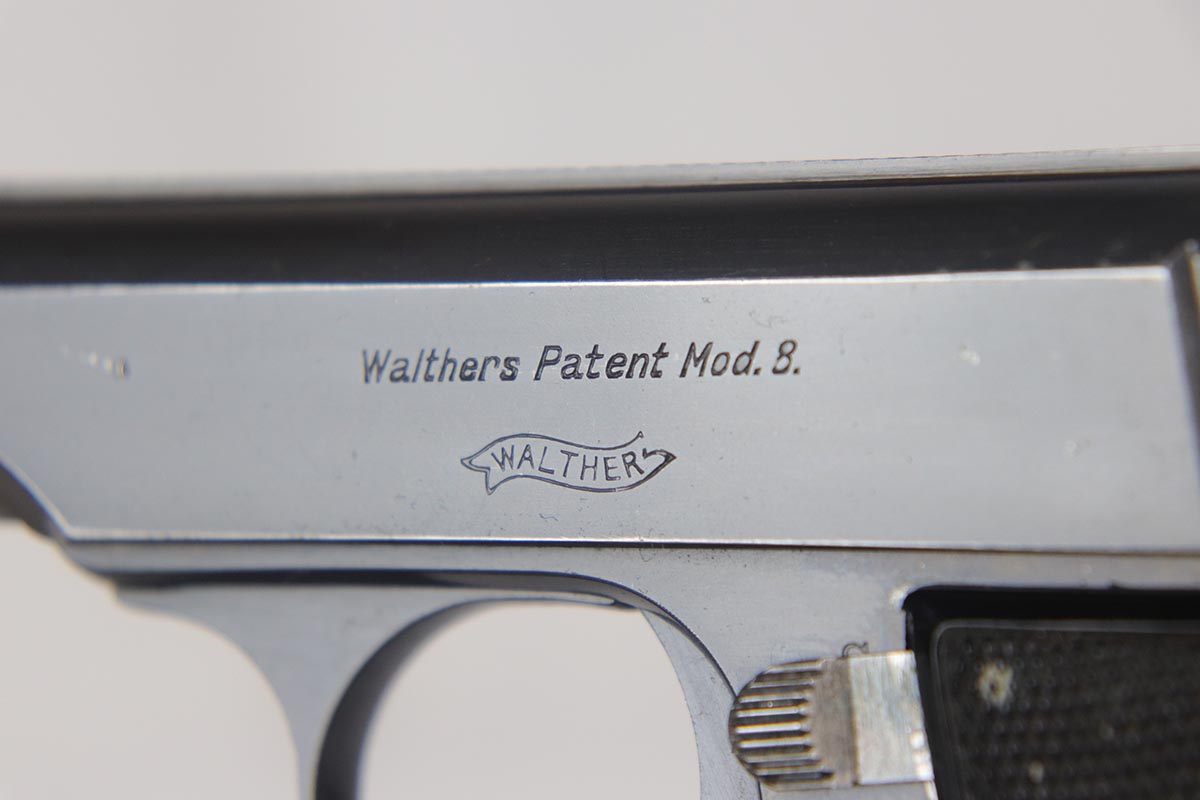 Walthers Patent Mod. 8.
WALTHER
S